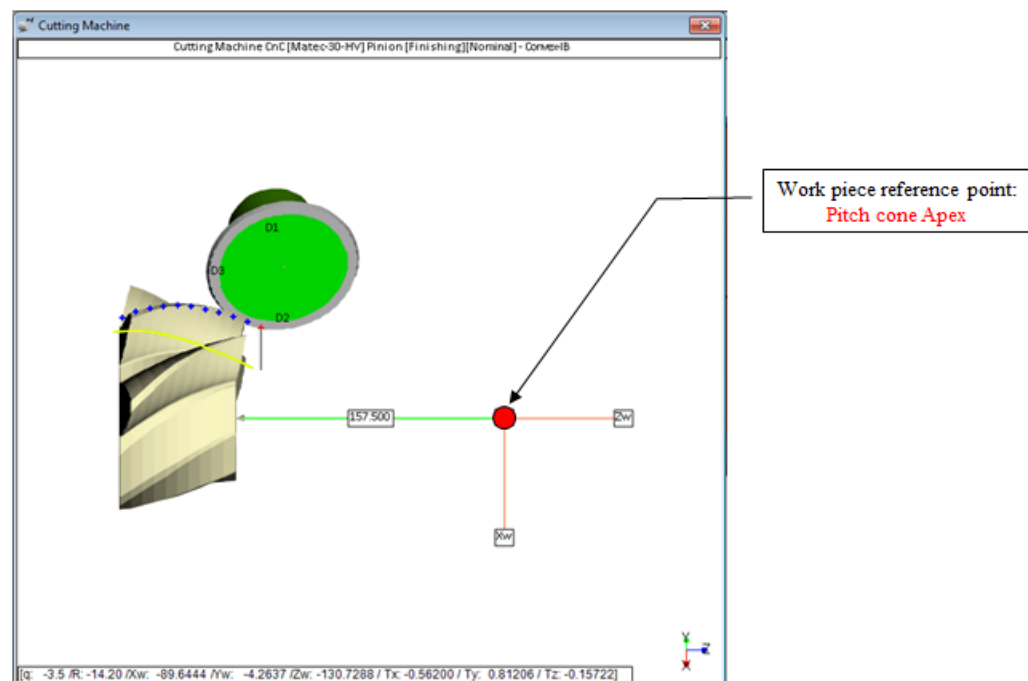 Cutting Machine
Cutting Machine CnC [Matec-30-HV] Pinion [Finishing][Nominal] - Convex-IB
Work piece reference point:
Pitch cone Apex
D1
D3
D2
157.500
Zw
Xw
Y
Z
X
[q: -3.5 /R: -14.20 /Xw: -89.6444 /Yw: -4.2637 /Zw: -130.7288 / Tx: -0.56200 / Ty: 0.81206 / Tz: -0.15722]